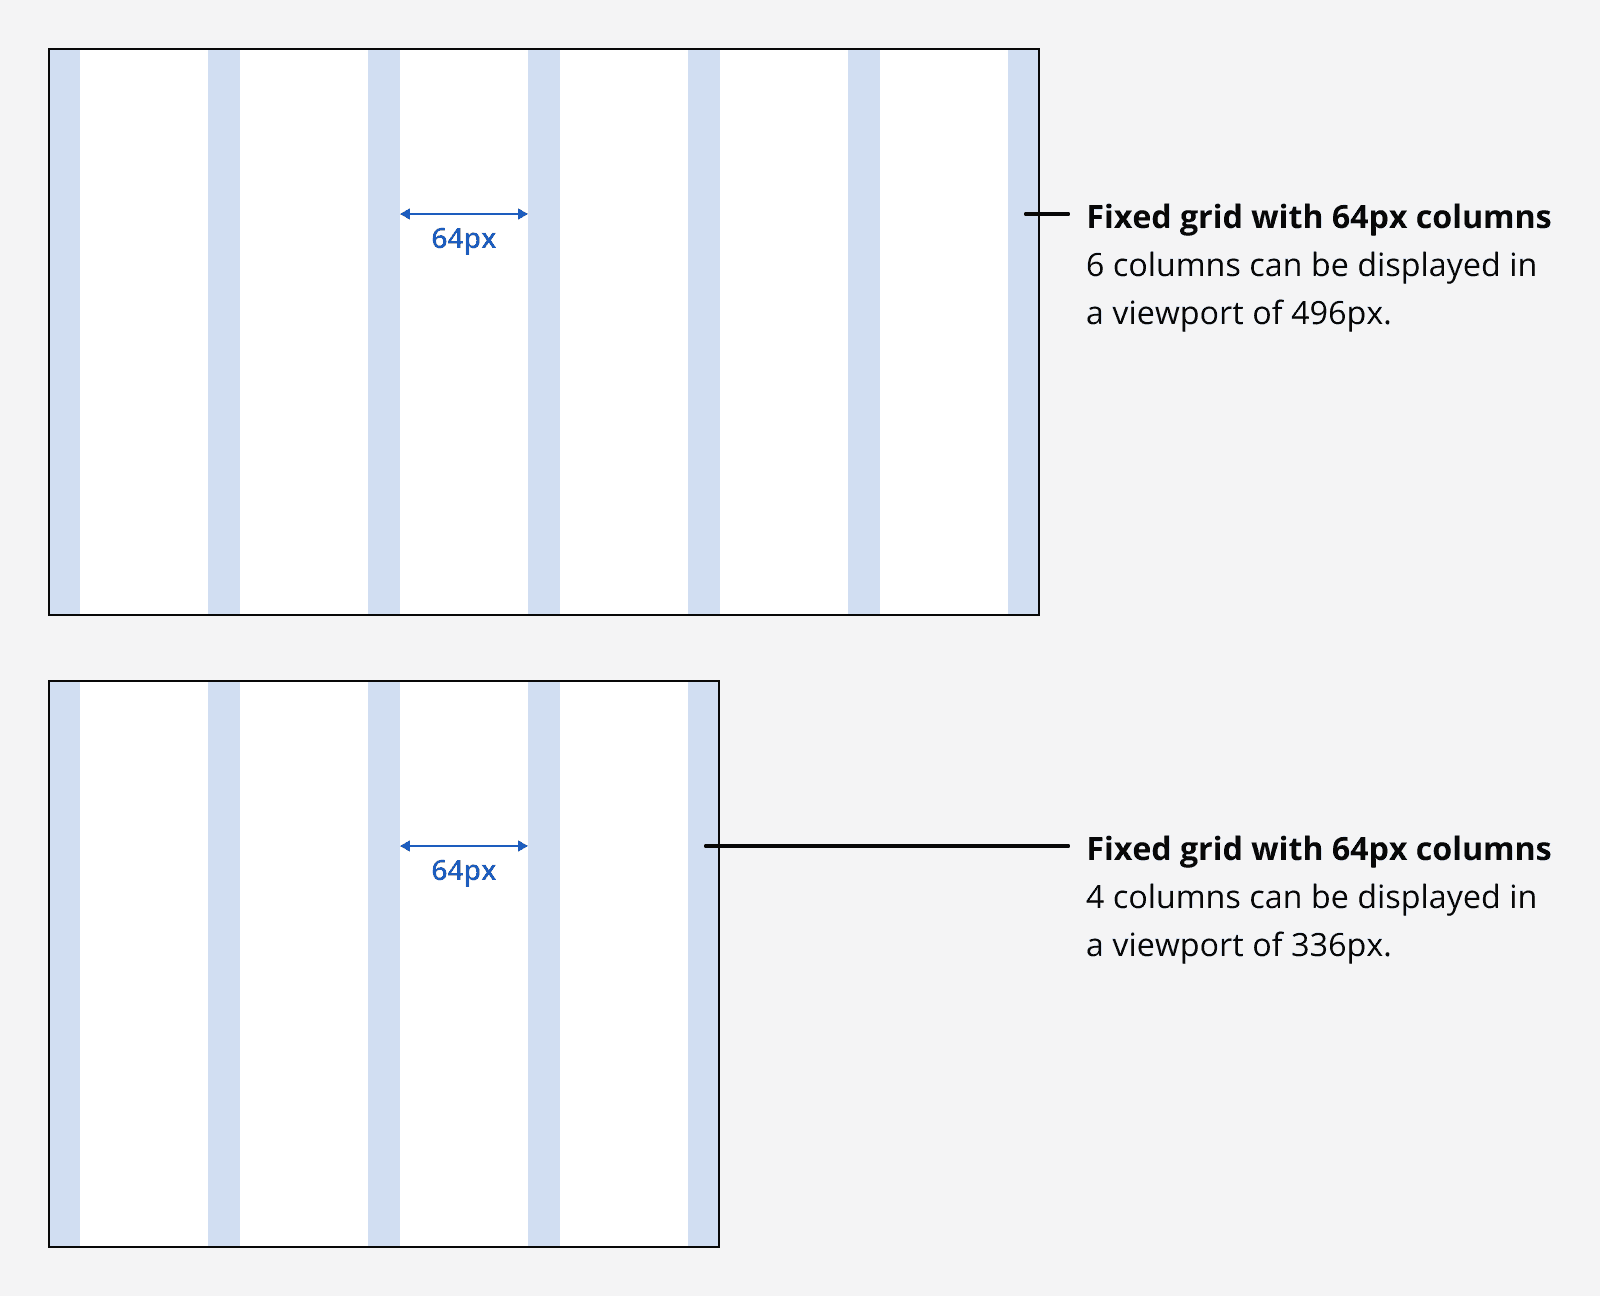 64px
Fixed grid with 64px columns
6 columns can be displayed in
a viewport of 496px.
64px
Fixed grid with 64px columns
4 columns can be displayed in
a viewport of 336px.